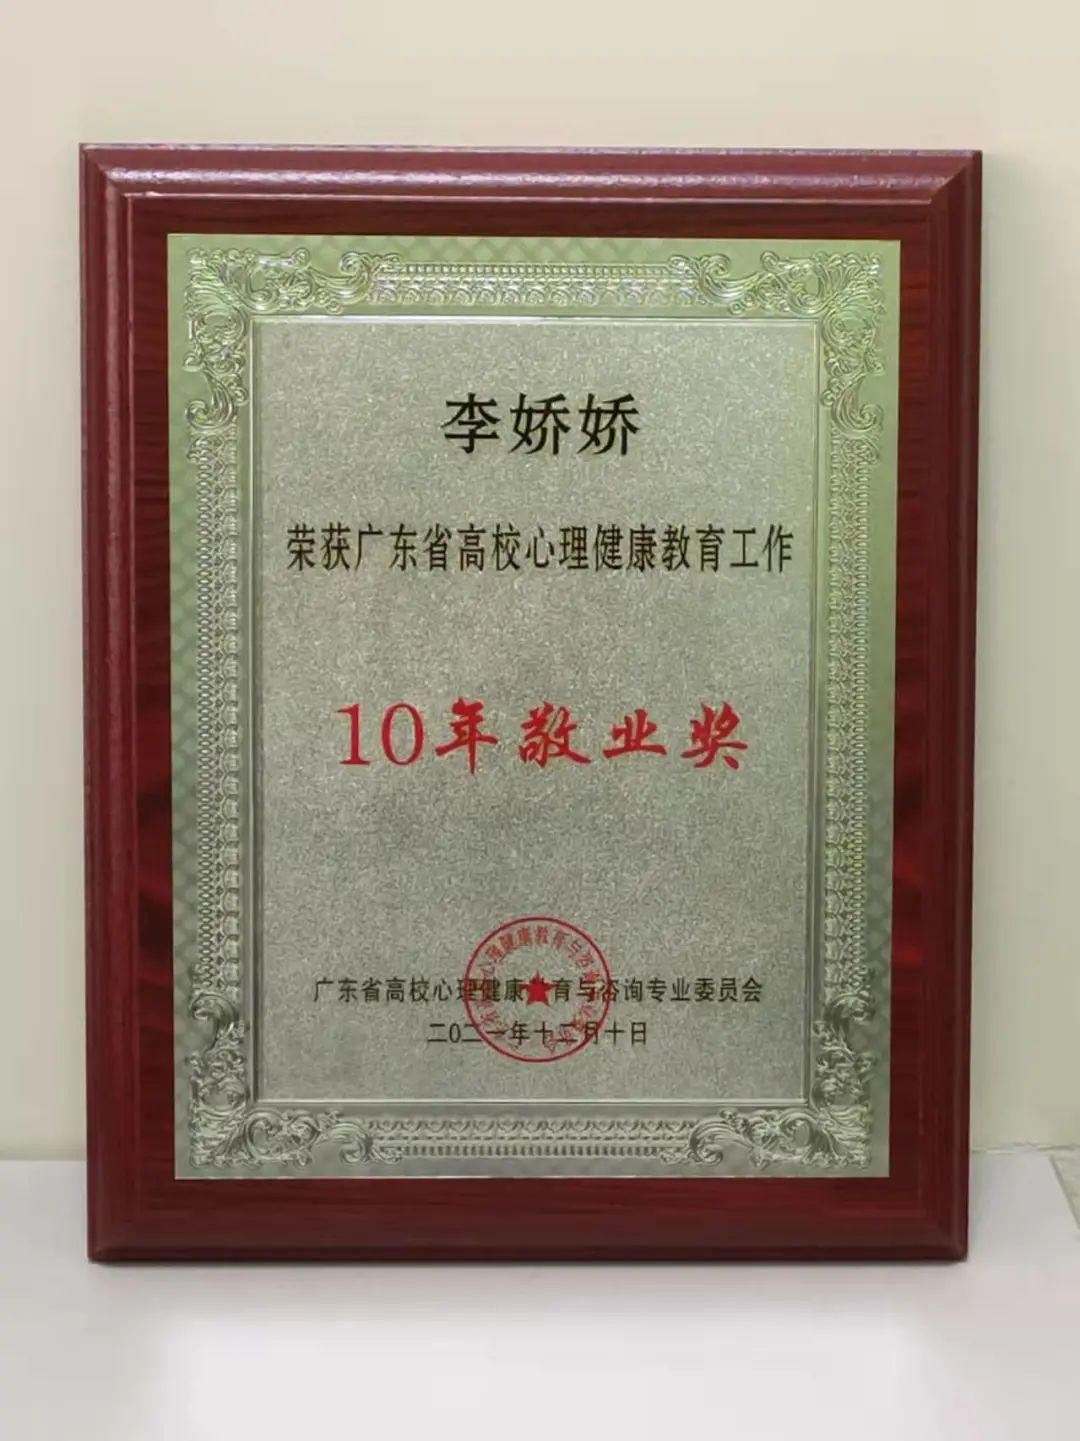 李娇娇
荣获广东省高校心理健康教育工作
10年敬业奖
广东省高校心理健康教育与咨询专业委员会
二0二一年十二月十日